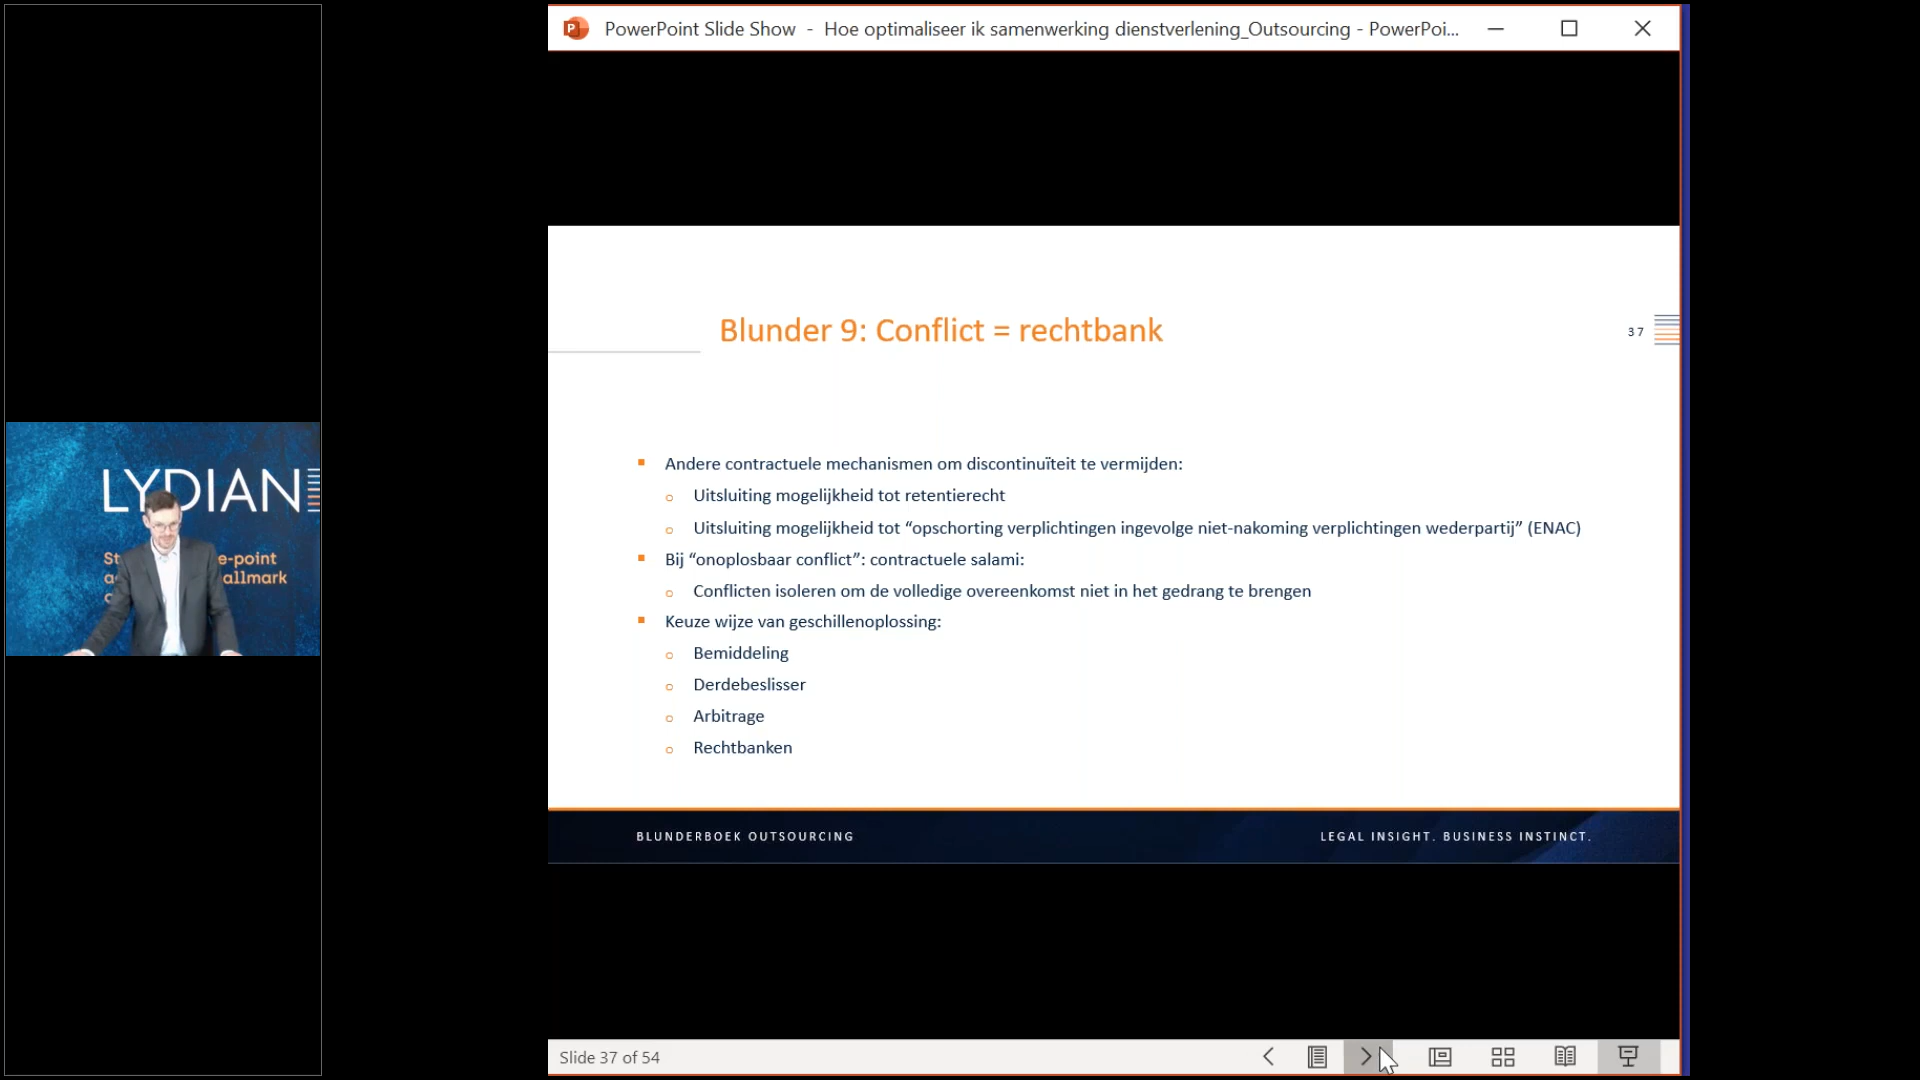 PowerPoint Slide Show - Hoe optimaliseer ik samenwerking dienstverlening_Outsourcing - PowerPoi...
LYDIAN
e-point
allmark
Blunder 9: Conflict = rechtbank
37
Andere contractuele mechanismen om discontinuïteit te vermijden:
Uitsluiting mogelijkheid tot retentierecht
Uitsluiting mogelijkheid tot “opschorting verplichtingen ingevolge niet-nakoming verplichtingen wederpartij” (ENAC)
Bij “onoplosbaar conflict”: contractuele salami:
Conflicten isoleren om de volledige overeenkomst niet in het gedrang te brengen
Keuze wijze van geschillenoplossing:
Bemiddeling
Derdebeslisser
Arbitrage
Rechtbanken
BLUNDERBOEK OUTSOURCING
LEGAL INSIGHT. BUSINESS INSTINCT.
Slide 37 of 54